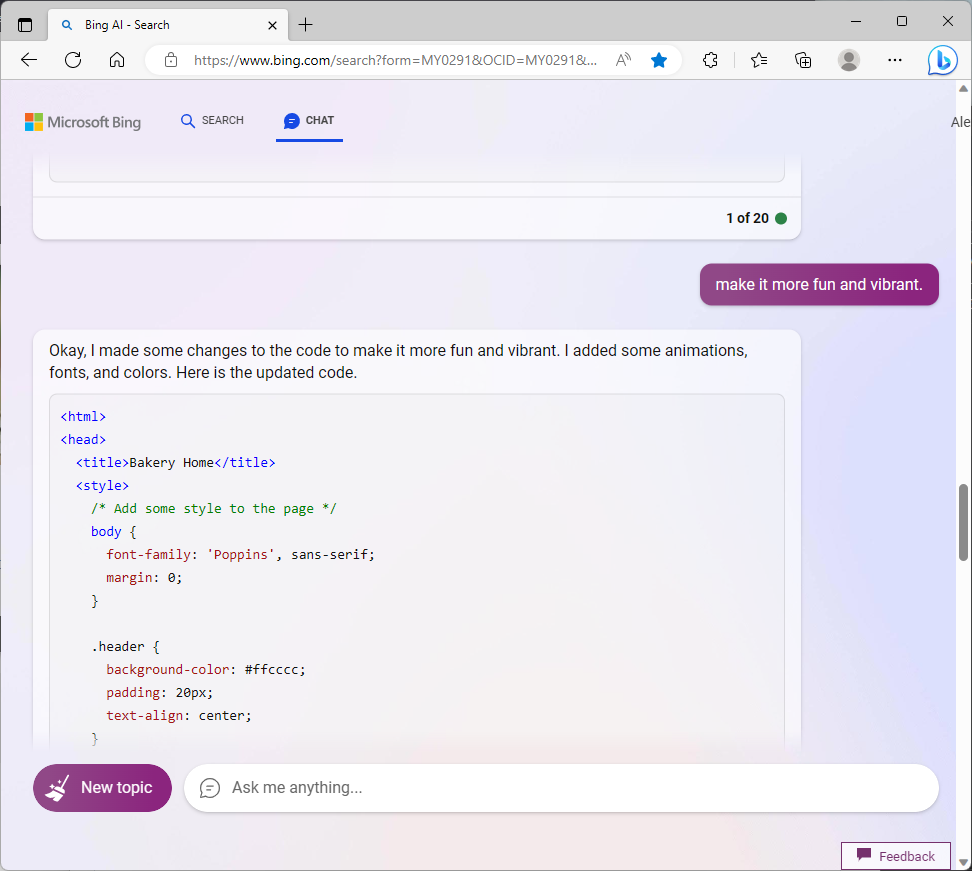 Bing AI - Search
https://www.bing.com/search?form=MY0291&OCID=MY0291&...
Microsoft Bing
SEARCH
CHAT
Ale
1 of 20
make it more fun and vibrant.
Okay, I made some changes to the code to make it more fun and vibrant. I added some animations,
fonts, and colors. Here is the updated code.
<html>
<head>
<title>Bakery Home</title>
<style>
/* Add some style to the page */
body {
font-family: 'Poppins', sans-serif;
margin: 0;
}
.header {
background-color: #ffcccc;
padding: 20px;
text-align: center;
}
New topic
Ask me anything...
Feedback